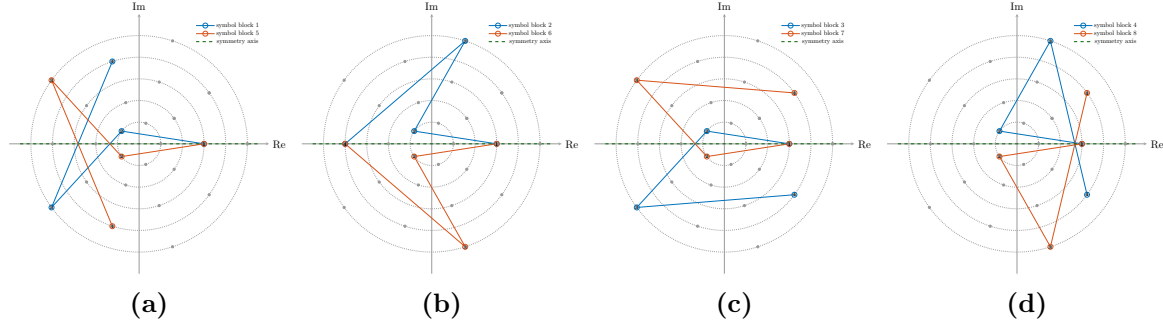 Im
symbol block 1
symbol block 5
symmetry axis
Re
(a)
Im
symbol block 2
symbol block 6
symmetry axis
Re
(b)
Im
symbol block 3
symbol block 7
symmetry axis
Re
(c)
Im
symbol block 4
symbol block 8
symmetry axis
Re
(d)